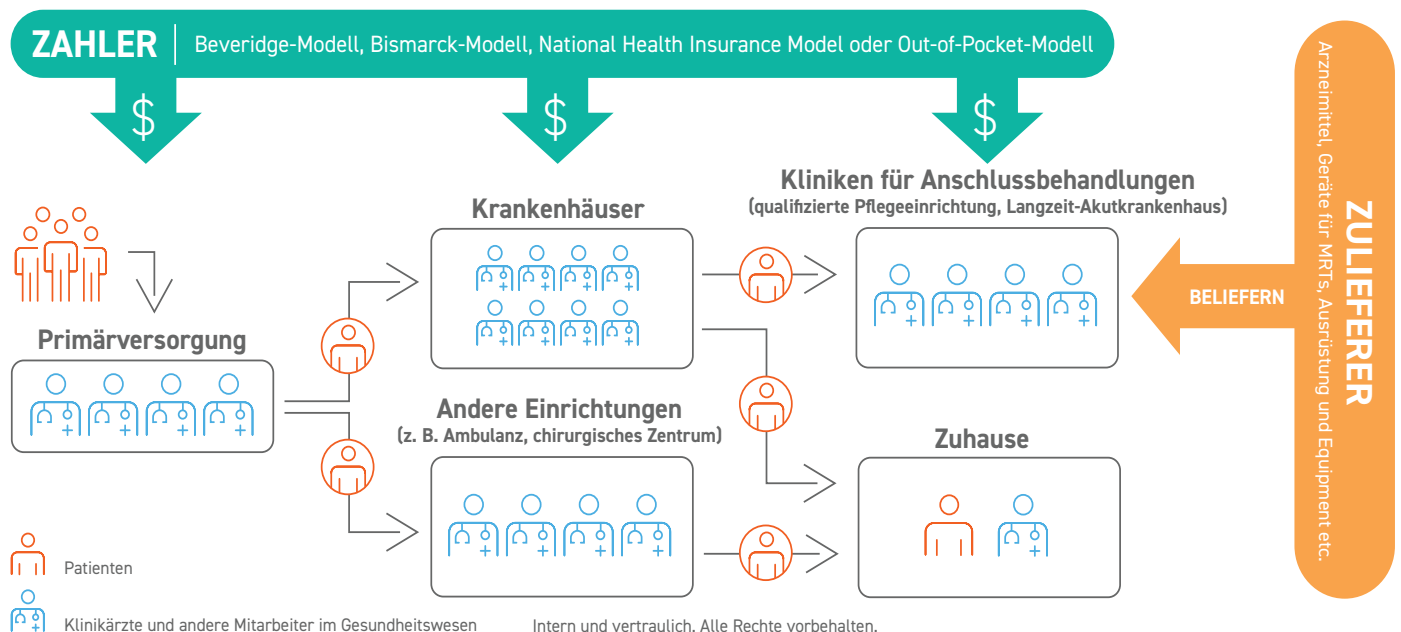 ZAHLER
Beveridge-Modell, Bismarck-Modell, National Health Insurance Model oder Out-of-Pocket-Modell
$
$
$
Kliniken für Anschlussbehandlungen
(qualifizierte Pflegeeinrichtung, Langzeit-Akutkrankenhaus)
Krankenhäuser
Primärversorgung
Andere Einrichtungen
(z. B. Ambulanz, chirurgisches Zentrum)
Zuhause
BELIEFERN
ZULIEFERER
Arzneimittel, Geräte für MRTs, Ausrüstung und Equipment etc.
Patienten
Klinikärzte und andere Mitarbeiter im Gesundheitswesen
Intern und vertraulich. Alle Rechte vorbehalten.